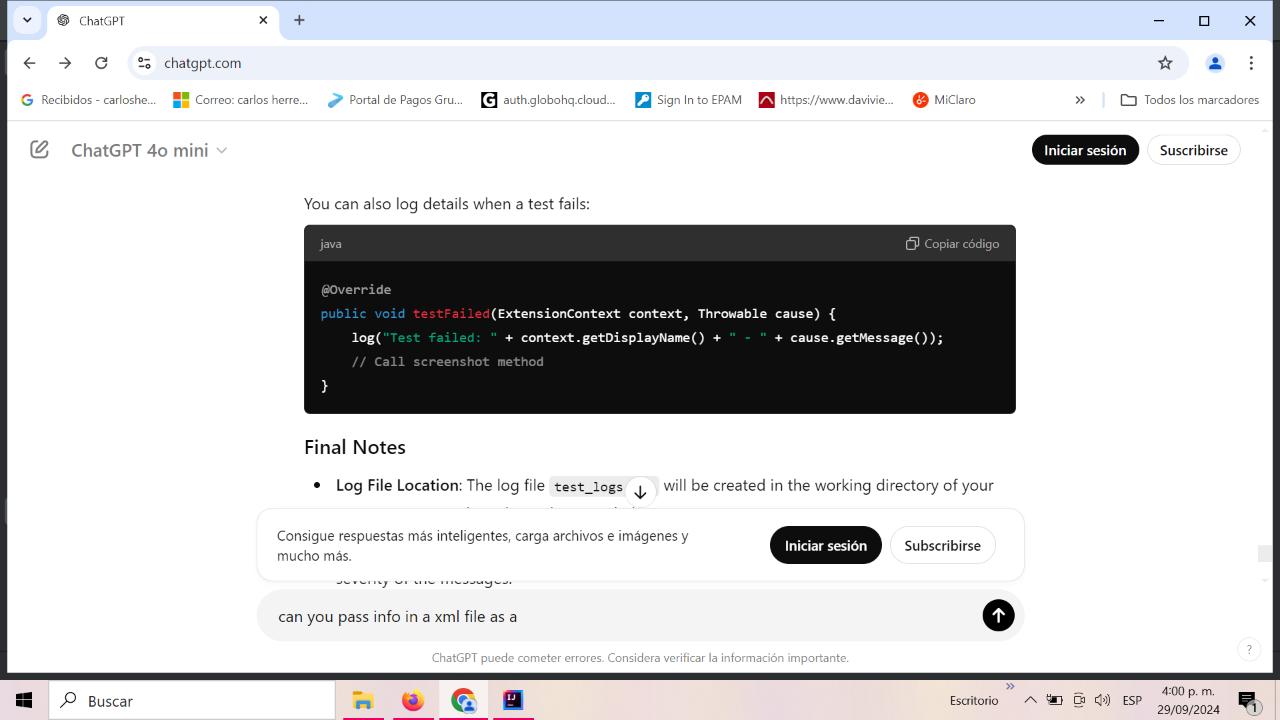 ChatGPT
chatgpt.com
Recibidos - carloshe...
Correo: carlos herre...
Portal de Pagos Gru...
auth.globohq.cloud...
Sign In to EPAM
https://www.davivie...
MiClaro
»
Todos los marcadores
ChatGPT 4o mini
Iniciar sesión
Suscribirse
You can also log details when a test fails:
java
Copiar código
@Override
public void testFailed(ExtensionContext context, Throwable cause) {
log("Test failed: " + context.getDisplayName() + " - " + cause.getMessage());
// Call screenshot method
}
Final Notes
• Log File Location: The log file test_logs will be created in the working directory of your
Consigue respuestas más inteligentes, carga archivos e imágenes y
mucho más.
Iniciar sesión
Subscribirse
severity of the messages.
can you pass info in a xml file as a
ChatGPT puede cometer errores. Considera verificar la información importante.
?
Buscar
Escritorio
»
ESP
4:00 p. m.
29/09/2024
1